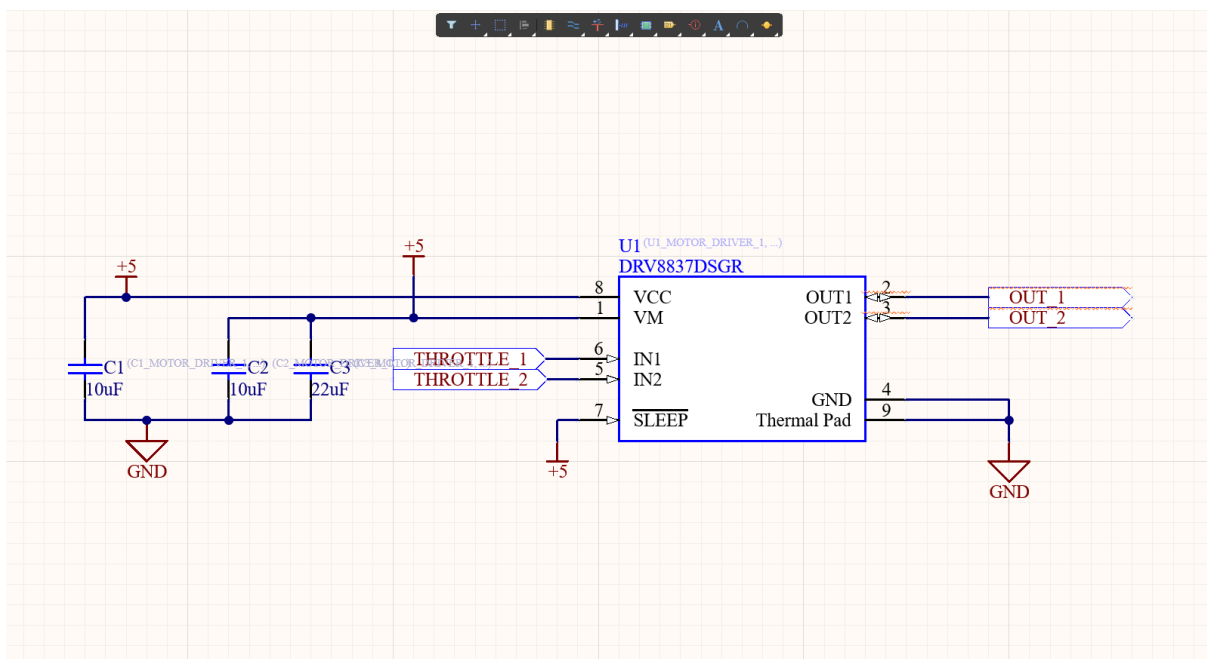 +5
+5
U1 (U1_MOTOR_DRIVER_1, ...)
DRV8837DSGR
8 VCC OUT1 2 OUT_1
1 VM OUT2 3 OUT_2
THROTTLE_1 6 IN1
THROTTLE_2 5 IN2
C1 C2 C3
10uF 10uF 22uF
GND 4
7 SLEEP Thermal Pad 9
GND
+5
GND
A